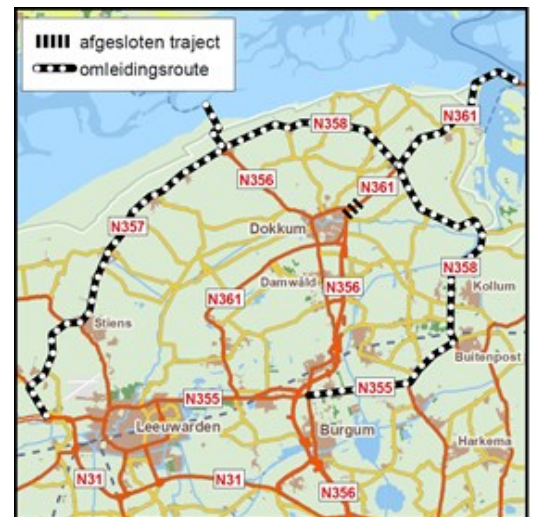 afgesloten traject
omleidingsroute
N361
N358
N356
N361
N357
Dokkum
N358
Damwâld
N356
Kollum
N361
Stiens
Buitenpost
N355
N355
Leeuwarden
Burgum
Harkema
N31
N31
N356